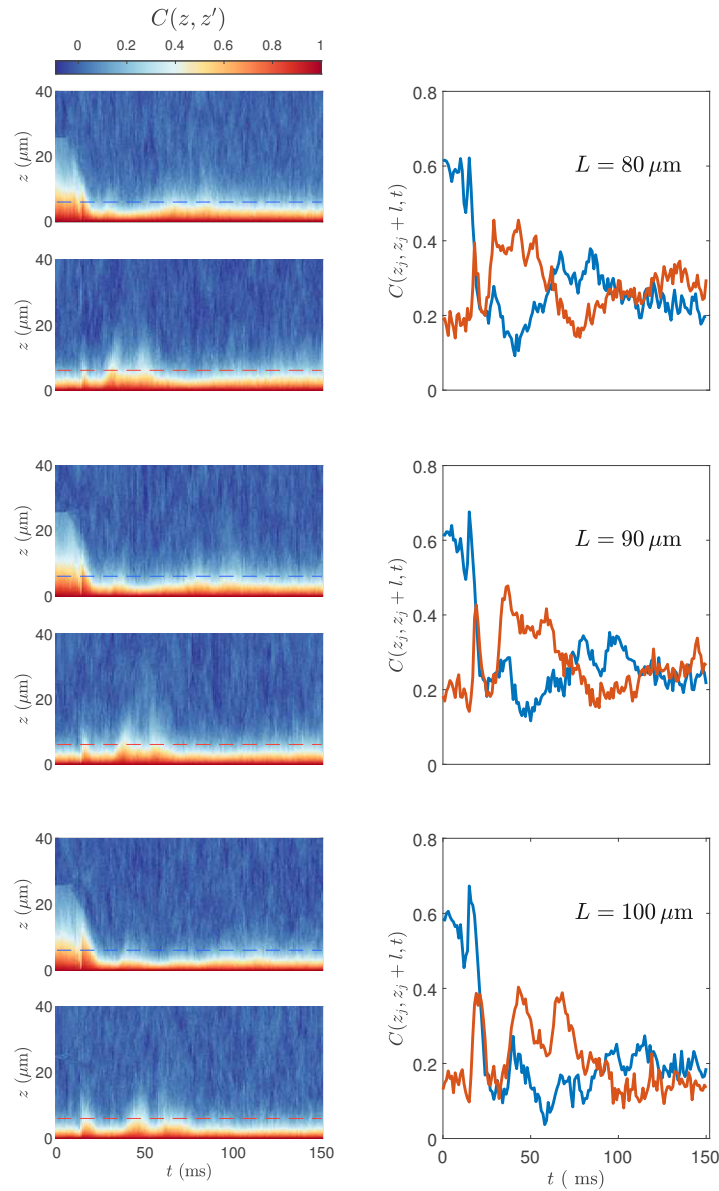 C(z, z′)
0 0.2 0.4 0.6 0.8 1
40
20
0
z (μm)
40
20
0
z (μm)
0.8
0.6
0.4
0.2
0
C(z_j, z_j + l, t)
L = 80 μm
40
20
0
z (μm)
40
20
0
z (μm)
0.8
0.6
0.4
0.2
0
C(z_j, z_j + l, t)
L = 90 μm
40
20
0
z (μm)
40
20
0
z (μm)
0 50 100 150
t (ms)
0.8
0.6
0.4
0.2
0
C(z_j, z_j + l, t)
L = 100 μm
0 50 100 150
t ( ms)